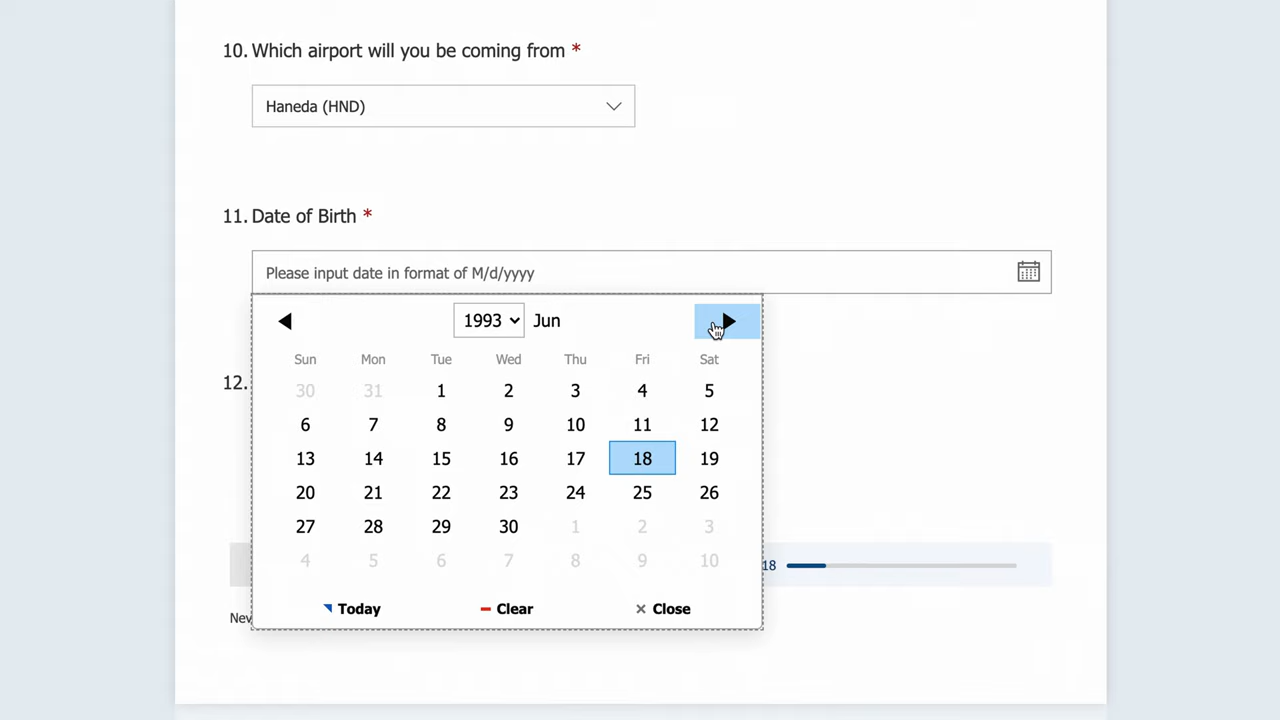 10. Which airport will you be coming from *
Haneda (HND)
11. Date of Birth *
Please input date in format of M/d/yyyy
1993 Jun
Sun Mon Tue Wed Thu Fri Sat
30 31 1 2 3 4 5
6 7 8 9 10 11 12
13 14 15 16 17 18 19
20 21 22 23 24 25 26
27 28 29 30 1 2 3
4 5 6 7 8 9 10
Today Clear Close
12.
18